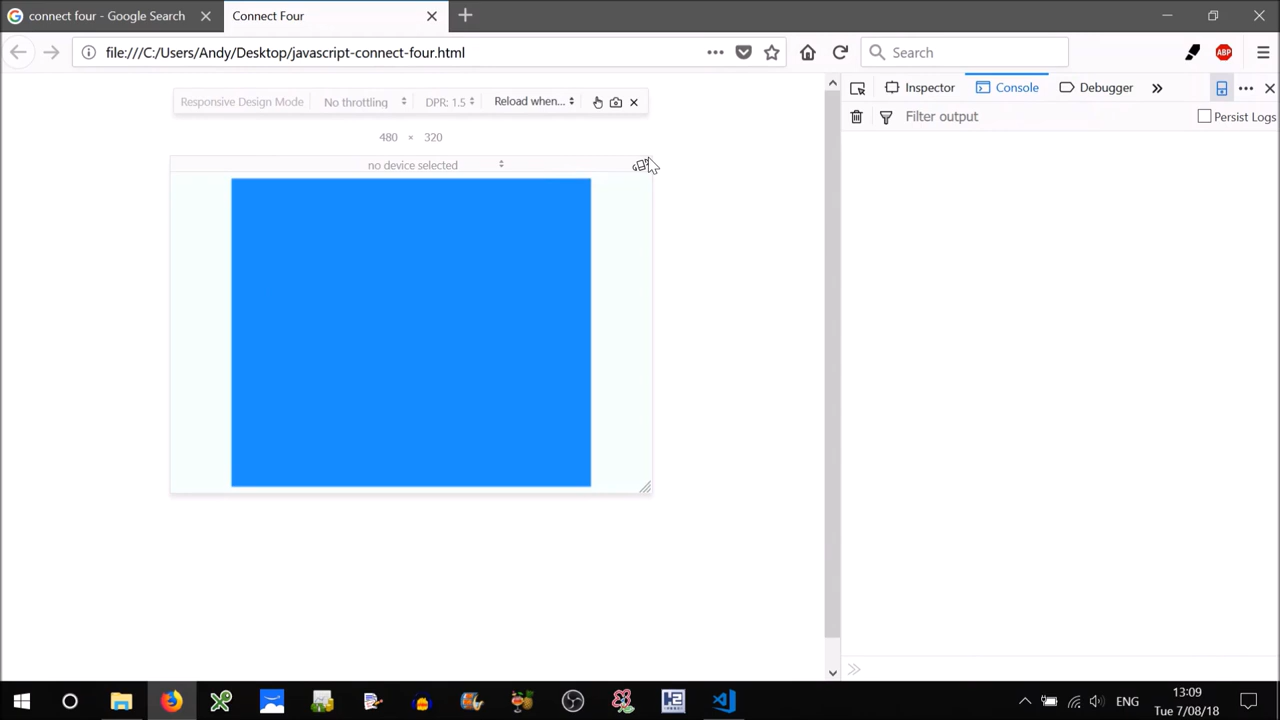 connect four - Google Search
Connect Four
file:///C:/Users/Andy/Desktop/javascript-connect-four.html
Search
ABP
Responsive Design Mode
No throttling
DPR: 1.5
Reload when...
Inspector
Console
Debugger
Filter output
Persist Logs
480 × 320
no device selected
ENG
13:09
Tue 7/08/18